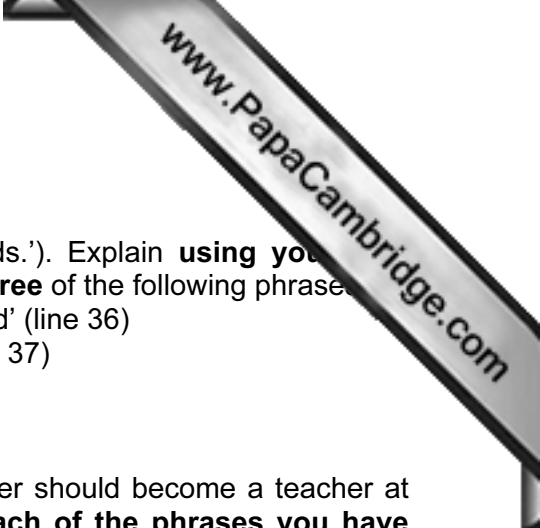 www.PapaCambridge.com
ds.'). Explain using you
ree of the following phrase
d' (line 36)
37)
er should become a teacher at
ach of the phrases you have